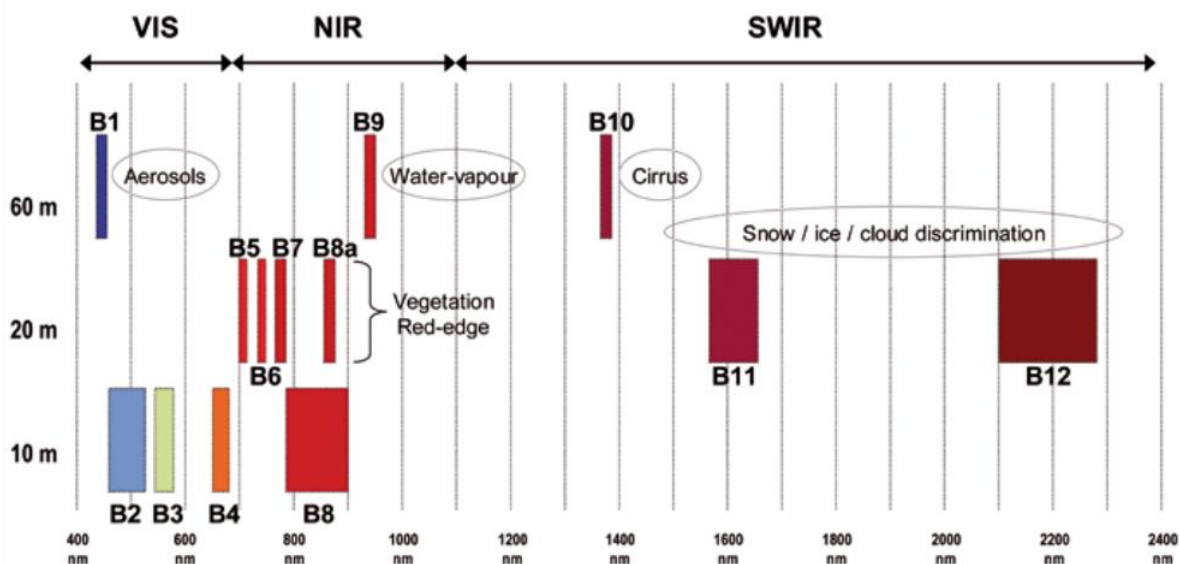 VIS NIR SWIR
B1 B9 B10
Aerosols Water-vapour Cirrus
60 m
Snow / ice / cloud discrimination
B5 B7 B8a
Vegetation
Red-edge
20 m
B6 B11 B12
10 m
B2 B3 B4 B8
400 600 800 1000 1200 1400 1600 1800 2000 2200 2400
nm nm nm nm nm nm nm nm nm nm nm